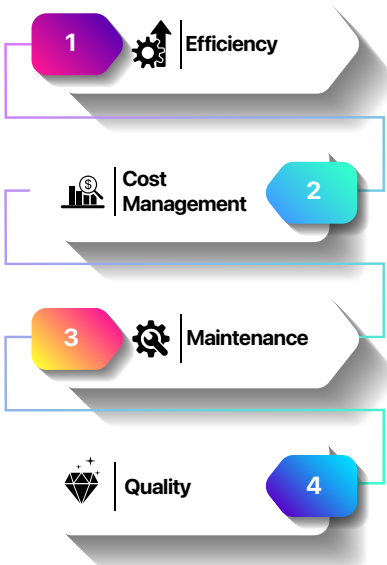 1
Efficiency
$
Cost
Management
2
3
Maintenance
Quality
4